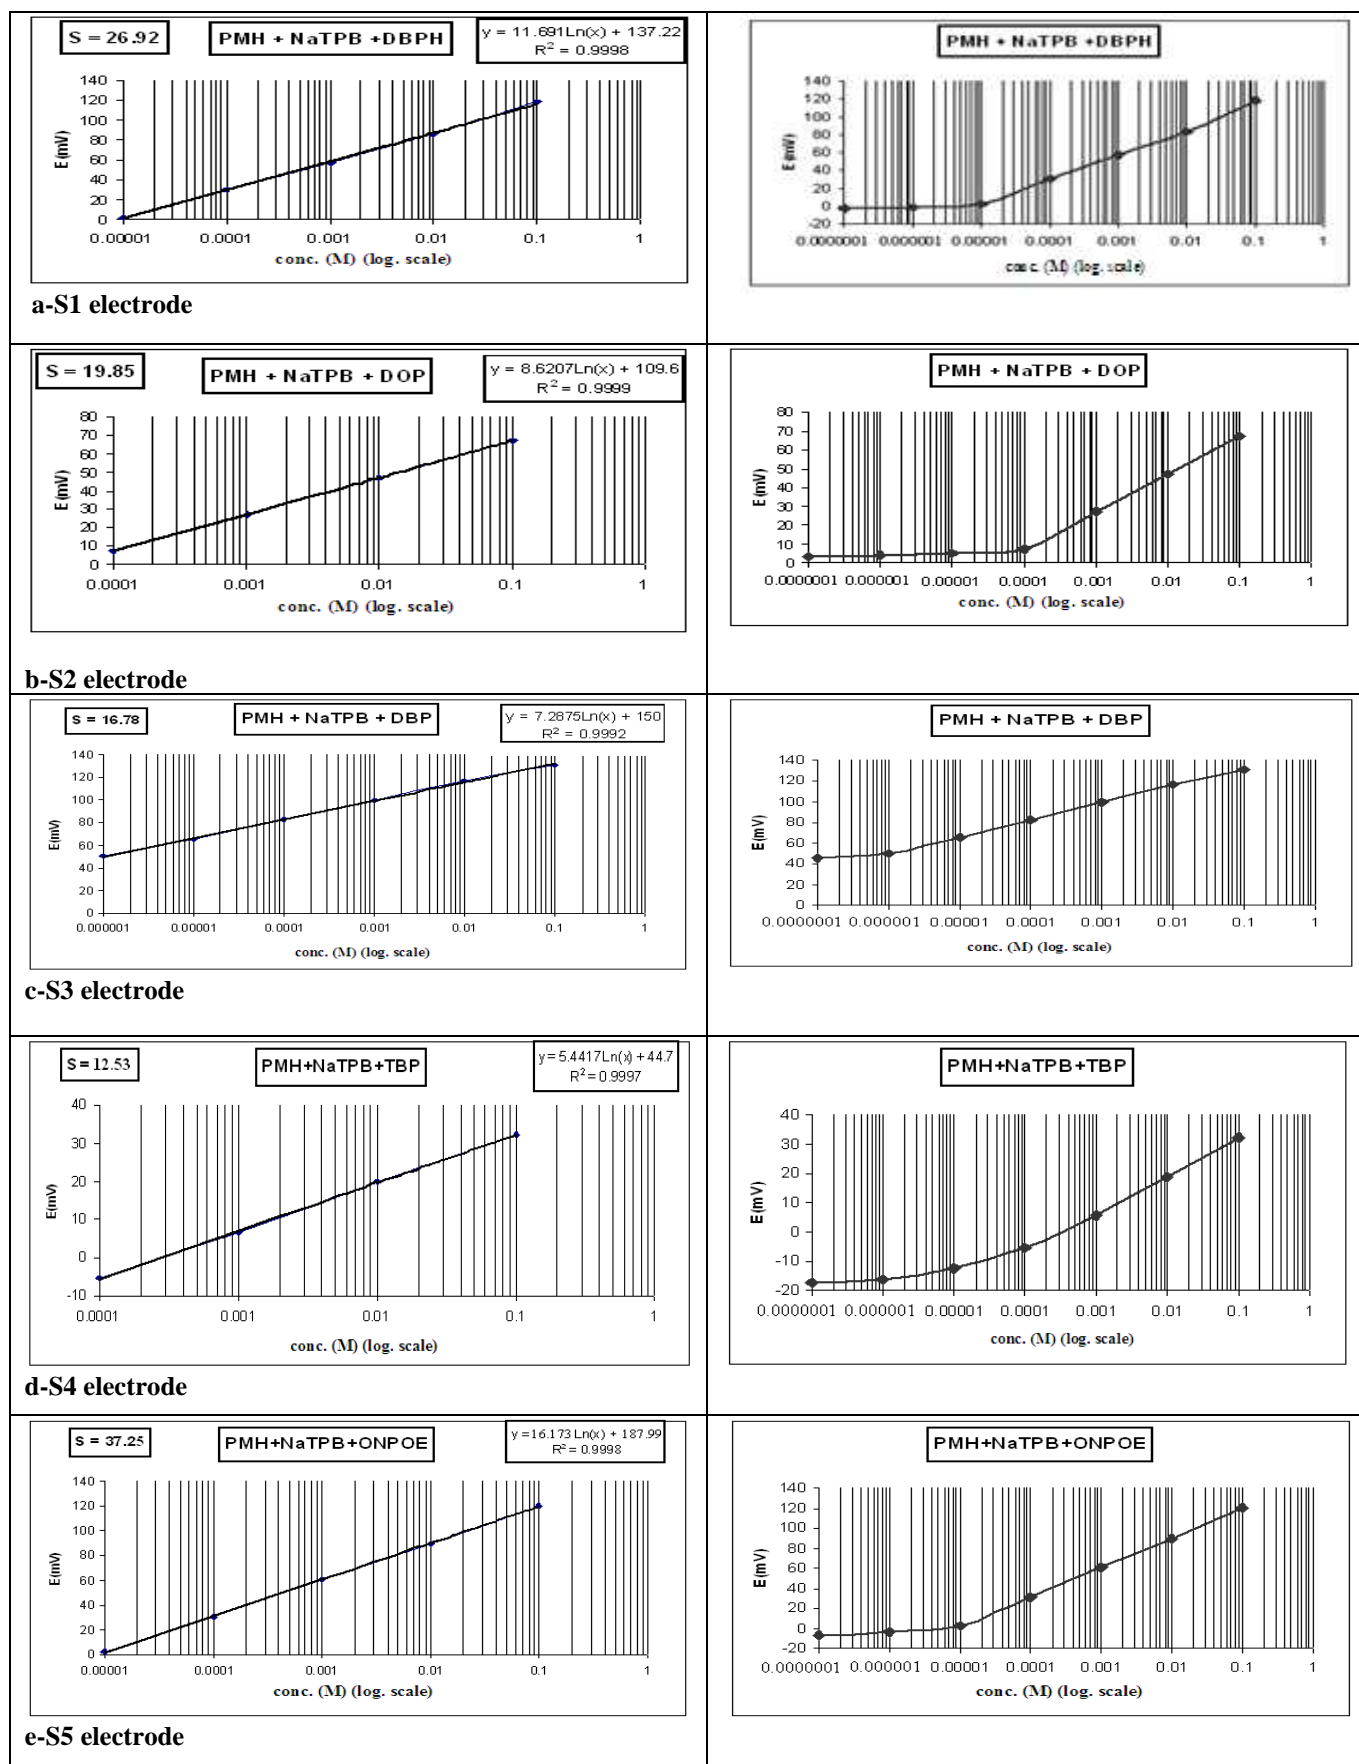 S = 26.92
PMH + NaTPB +DBPH
y = 11.691Ln(x) + 137.22
R² = 0.9998
140
120
100
80
60
40
20
0
E (mV)
0.00001 0.0001 0.001 0.01 0.1 1
conc. (M) (log. scale)
a-S1 electrode
PMH + NaTPB +DBPH
140
120
100
80
60
40
20
0
-20
E (mV)
0.0000001 0.000001 0.00001 0.0001 0.001 0.01 0.1 1
conc. (M) (log. scale)
S = 19.85
PMH + NaTPB + DOP
y = 8.6207Ln(x) + 109.6
R² = 0.9999
80
70
60
50
40
30
20
10
0
E (mV)
0.0001 0.001 0.01 0.1 1
conc. (M) (log. scale)
b-S2 electrode
PMH + NaTPB + DOP
80
70
60
50
40
30
20
10
0
E (mV)
0.0000001 0.000001 0.00001 0.0001 0.001 0.01 0.1 1
conc. (M) (log. scale)
S = 16.78
PMH + NaTPB + DBP
y = 7.2875Ln(x) + 150
R² = 0.9992
140
120
100
80
60
40
20
0
E(mV)
0.000001 0.00001 0.0001 0.001 0.01 0.1 1
conc. (M) (log. scale)
c-S3 electrode
PMH + NaTPB + DBP
140
120
100
80
60
40
20
0
E(mV)
0.0000001 0.000001 0.00001 0.0001 0.001 0.01 0.1 1
conc. (M) (log. scale)
S = 12.53
PMH+NaTPB+TBP
y=5.4417Ln(x)+44.7
R²=0.9997
40
30
20
10
0
-10
E(mV)
0.0001 0.001 0.01 0.1 1
conc. (M) (log. scale)
d-S4 electrode
PMH+NaTPB+TBP
40
30
20
10
0
-10
-20
E(mV)
0.0000001 0.000001 0.00001 0.0001 0.001 0.01 0.1 1
conc. (M) (log. scale)
S = 37.25
PMH+NaTPB+ONPOE
y=16.173Ln(x) + 187.99
R² = 0.9998
140
120
100
80
60
40
20
0
E(mV)
0.00001 0.0001 0.001 0.01 0.1 1
conc. (M) (log. scale)
e-S5 electrode
PMH+NaTPB+ONPOE
140
120
100
80
60
40
20
0
-20
E(mV)
0.0000001 0.000001 0.00001 0.0001 0.001 0.01 0.1 1
conc. (M) (log. scale)